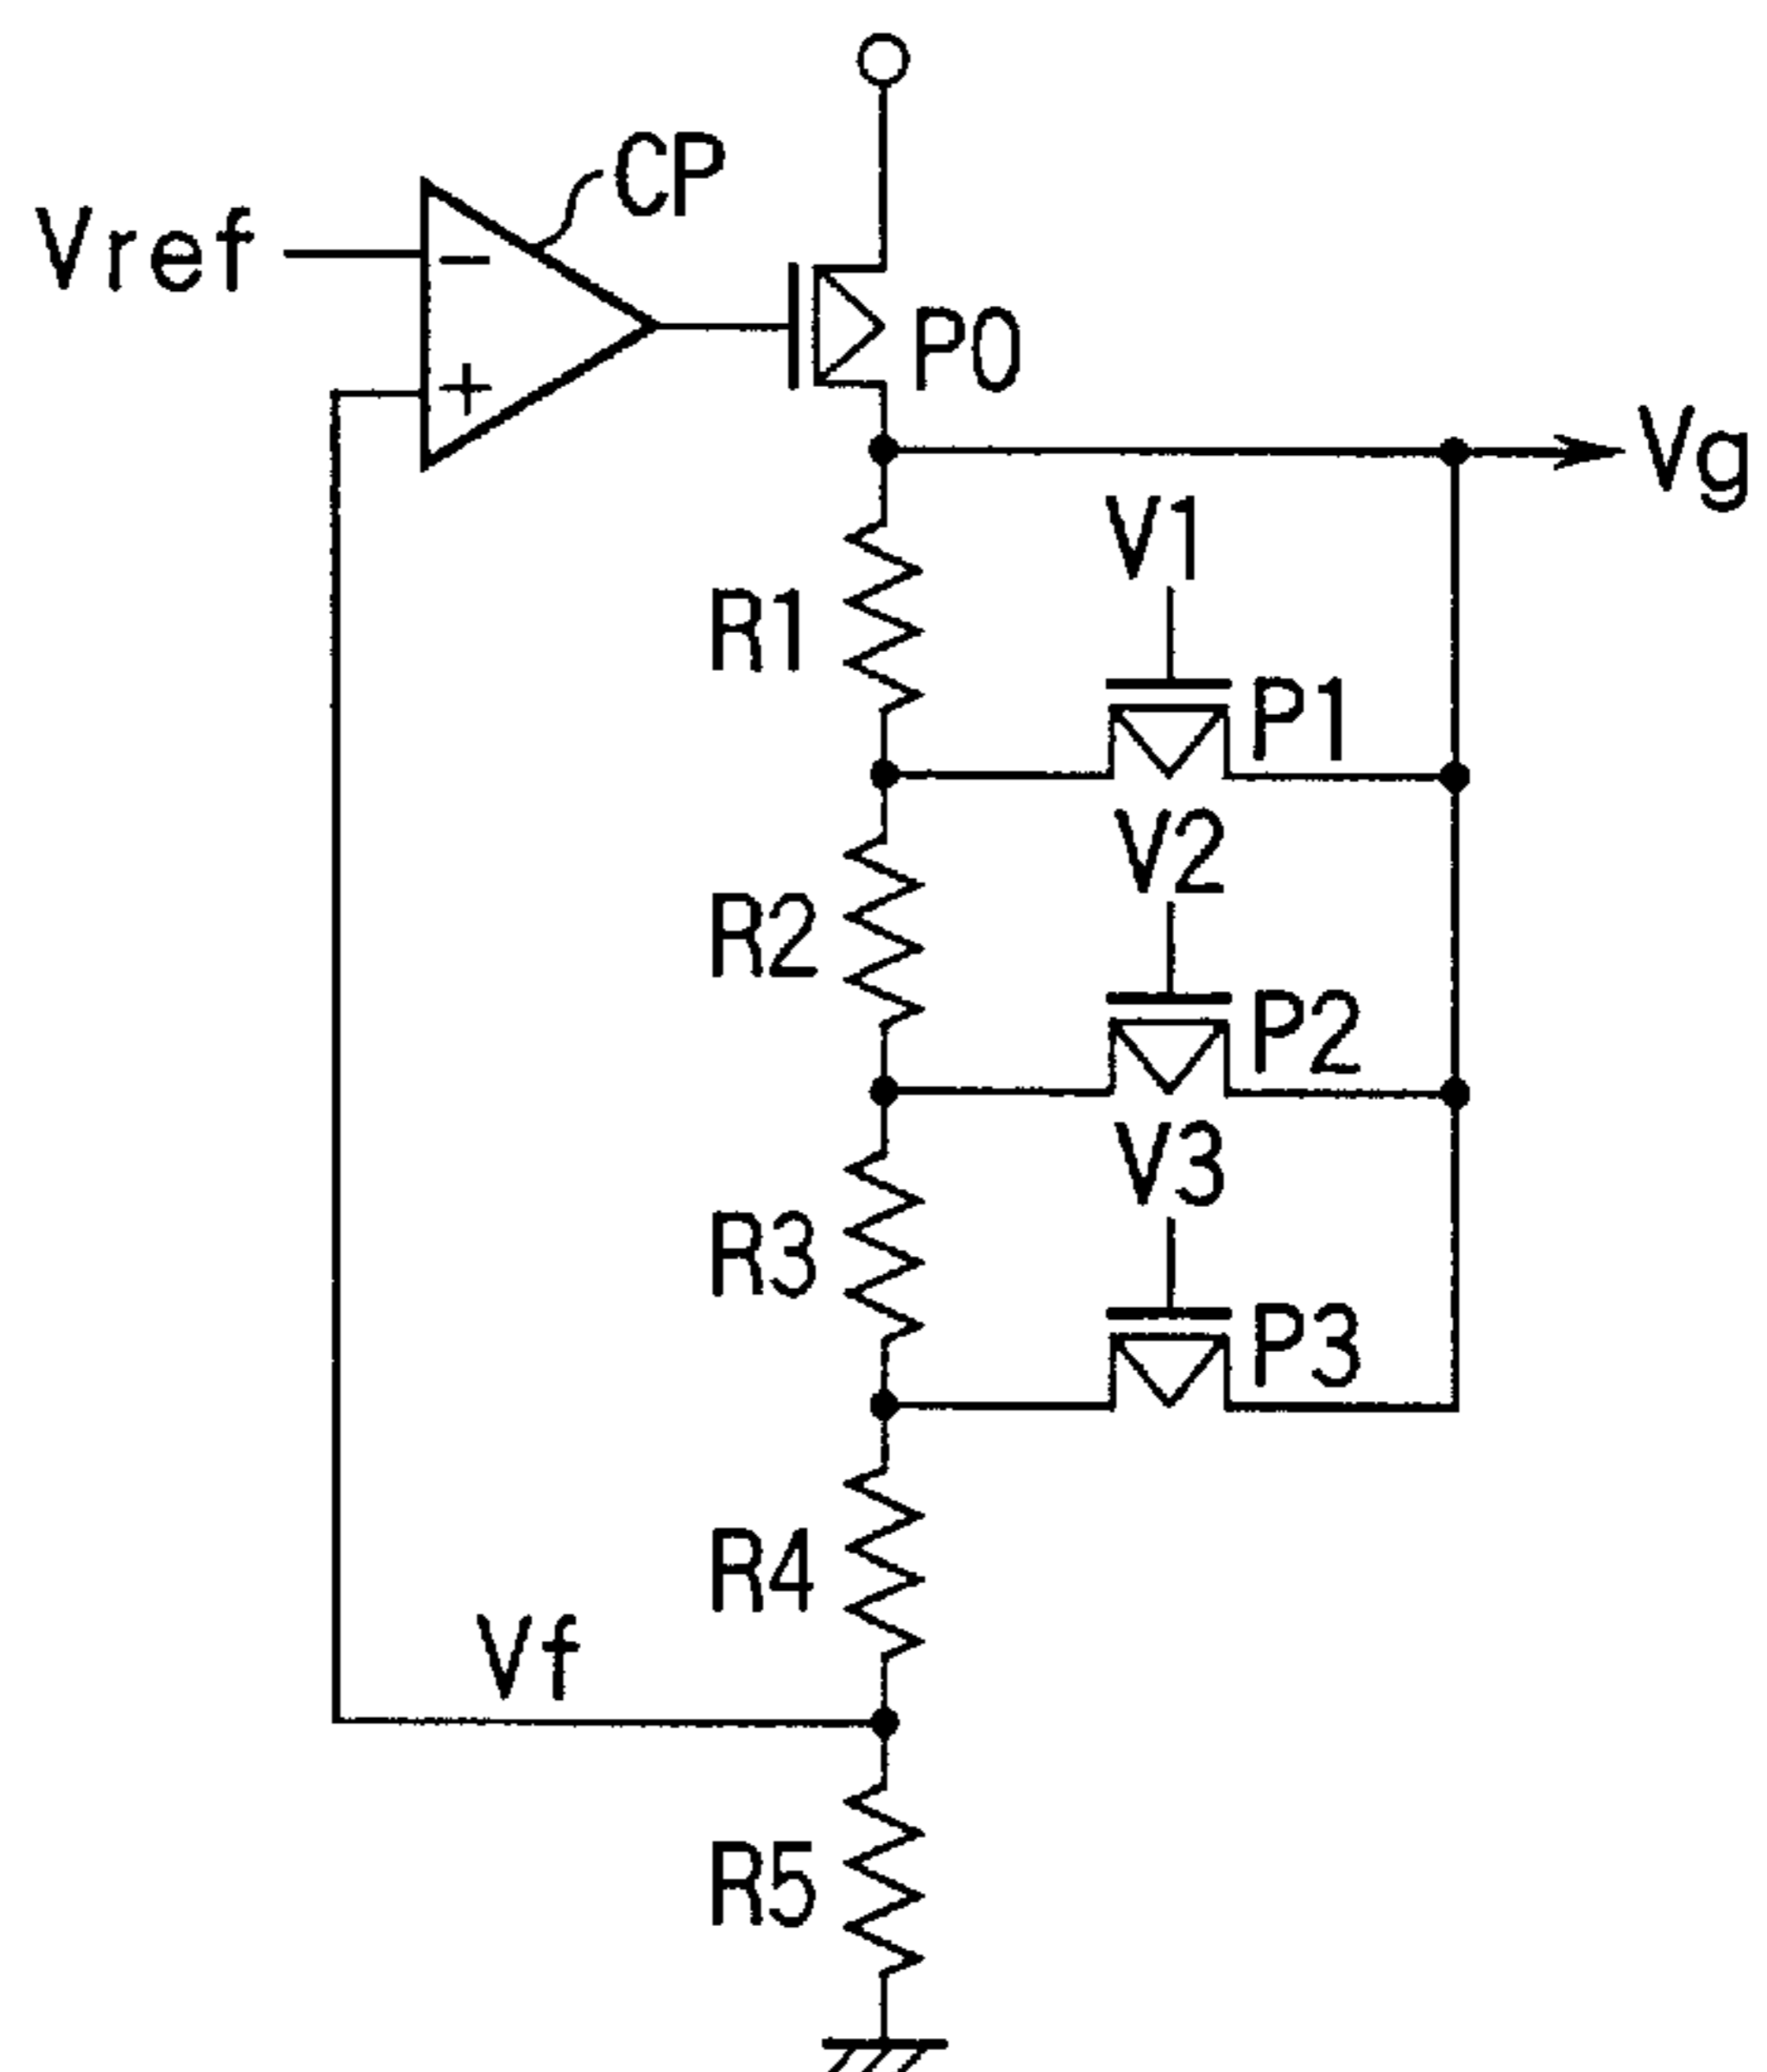 CP
Vref
−
+
P0
Vg
V1
R1
P1
V2
R2
P2
V3
R3
P3
R4
Vf
R5